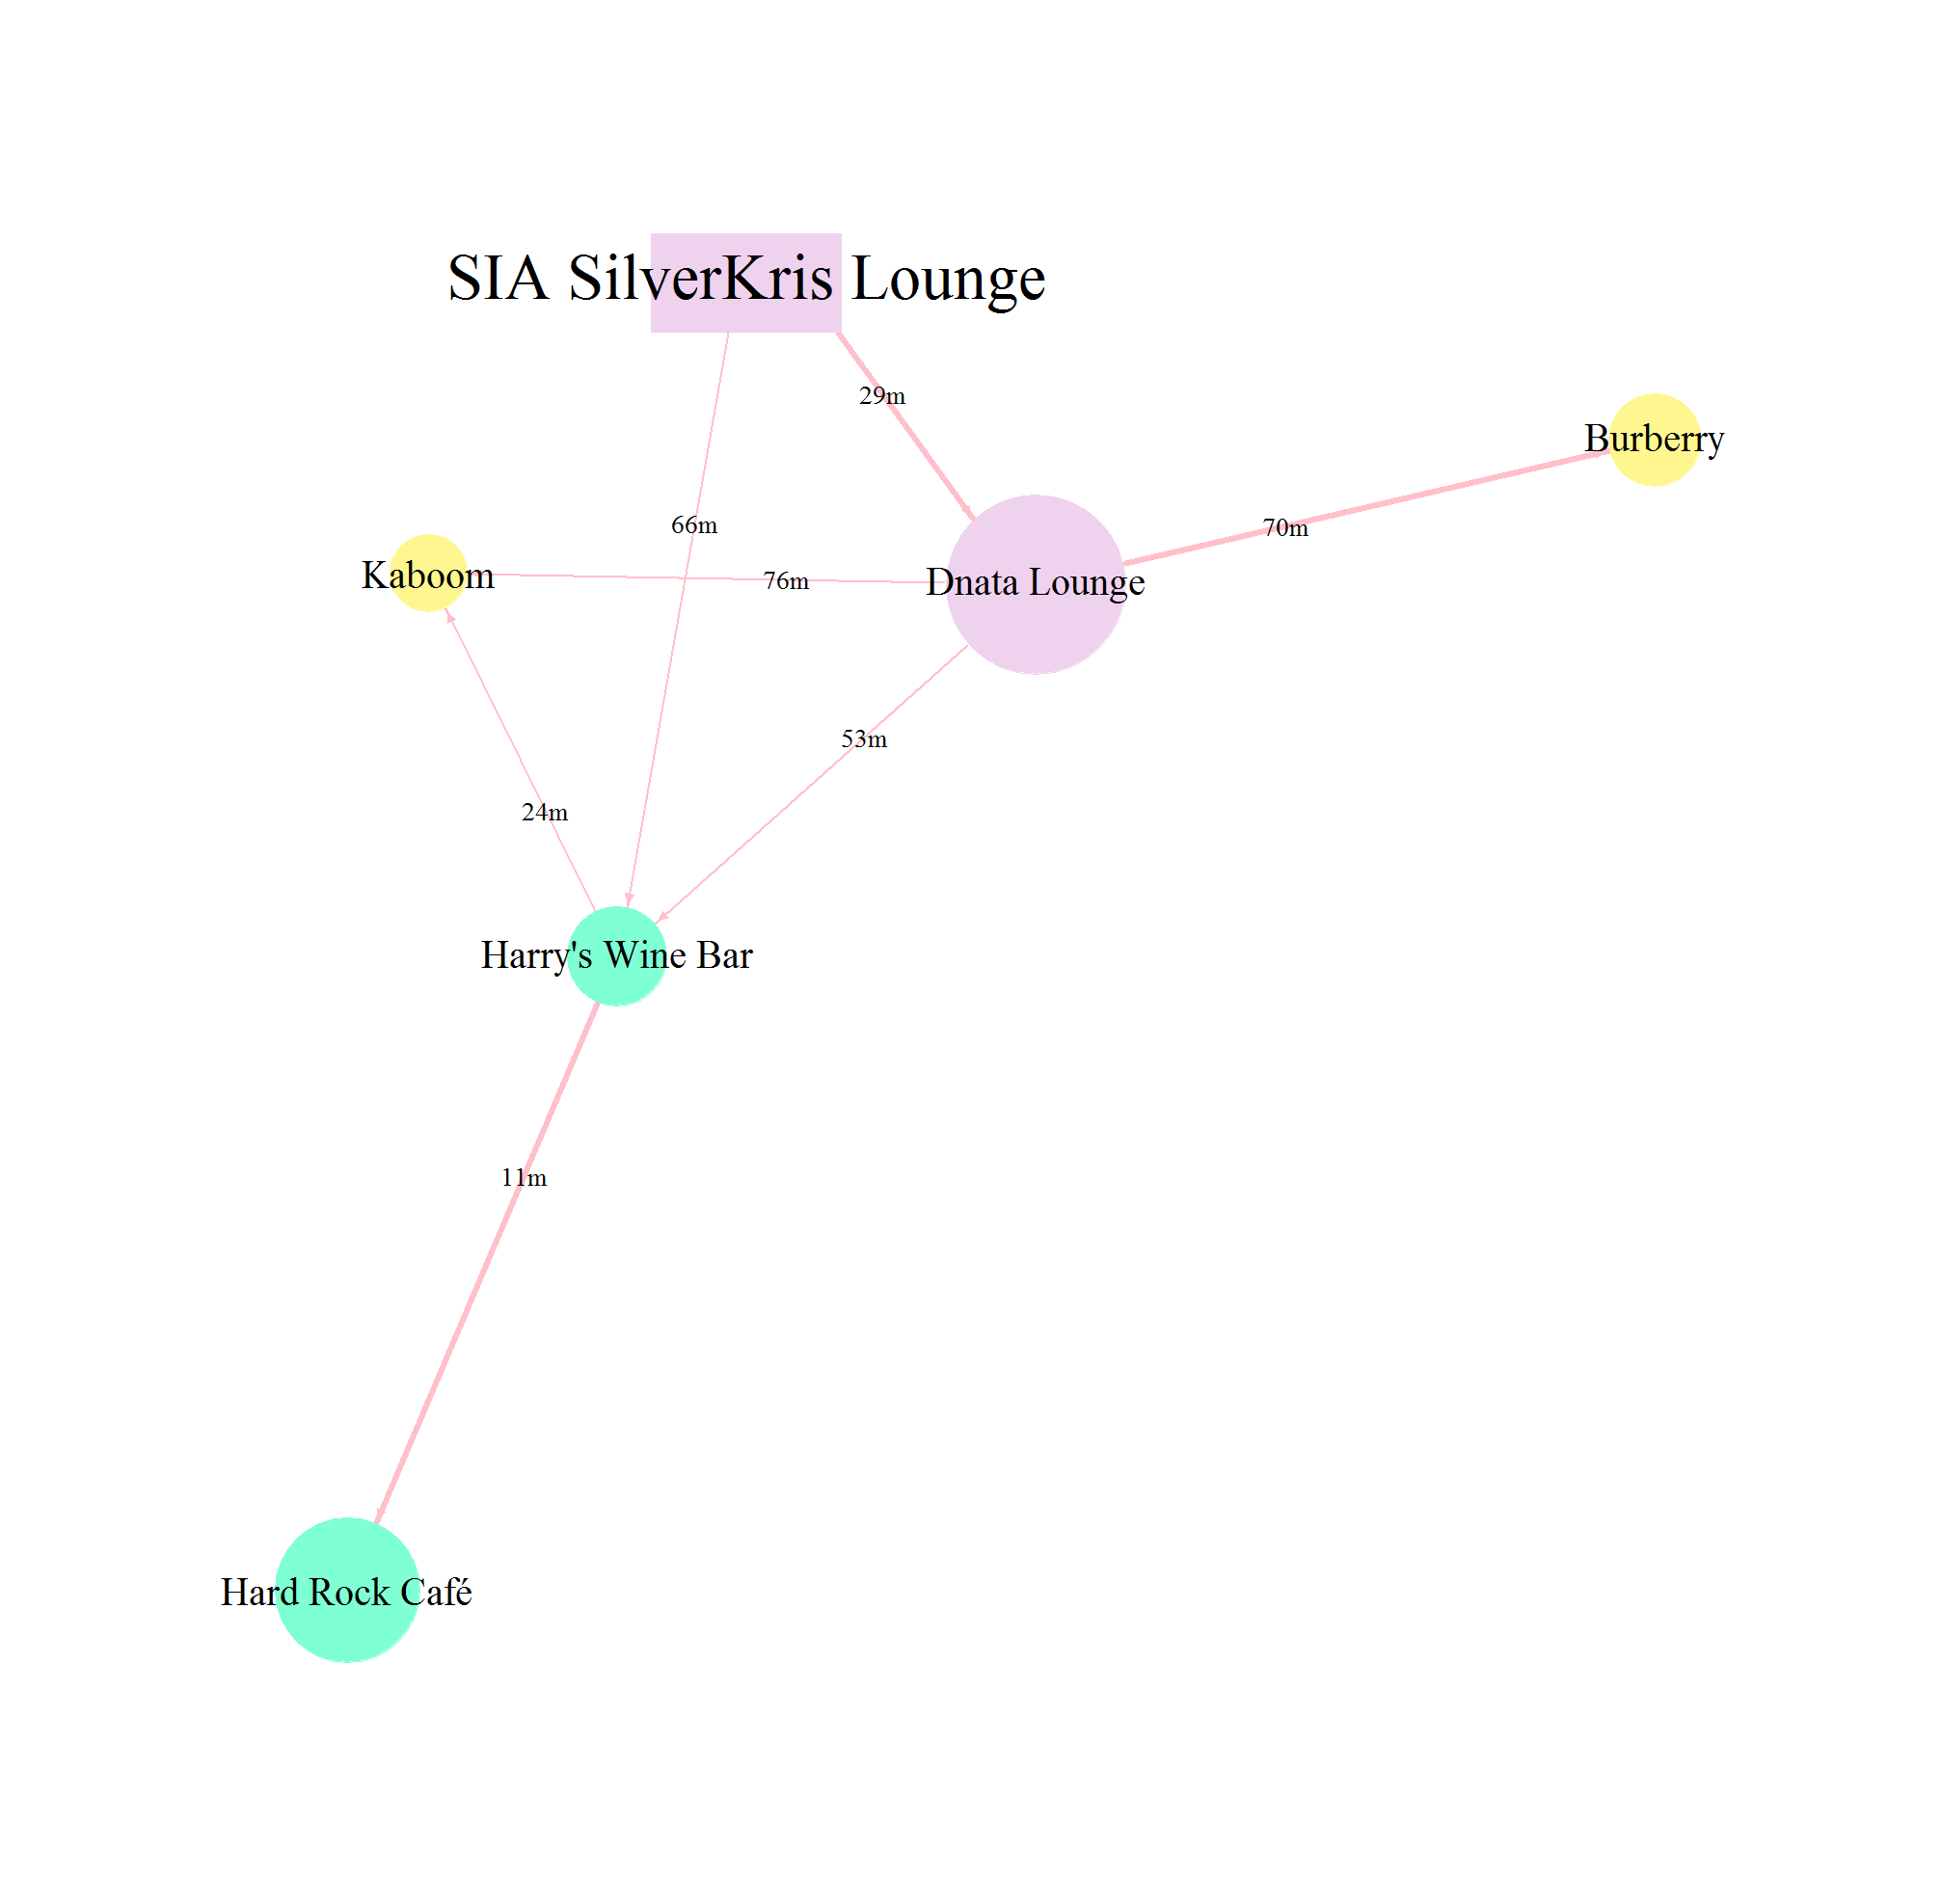 SIA SilverKris Lounge
29m
Burberry
66m
70m
Kaboom
76m
Dnata Lounge
53m
24m
Harry's Wine Bar
11m
Hard Rock Café